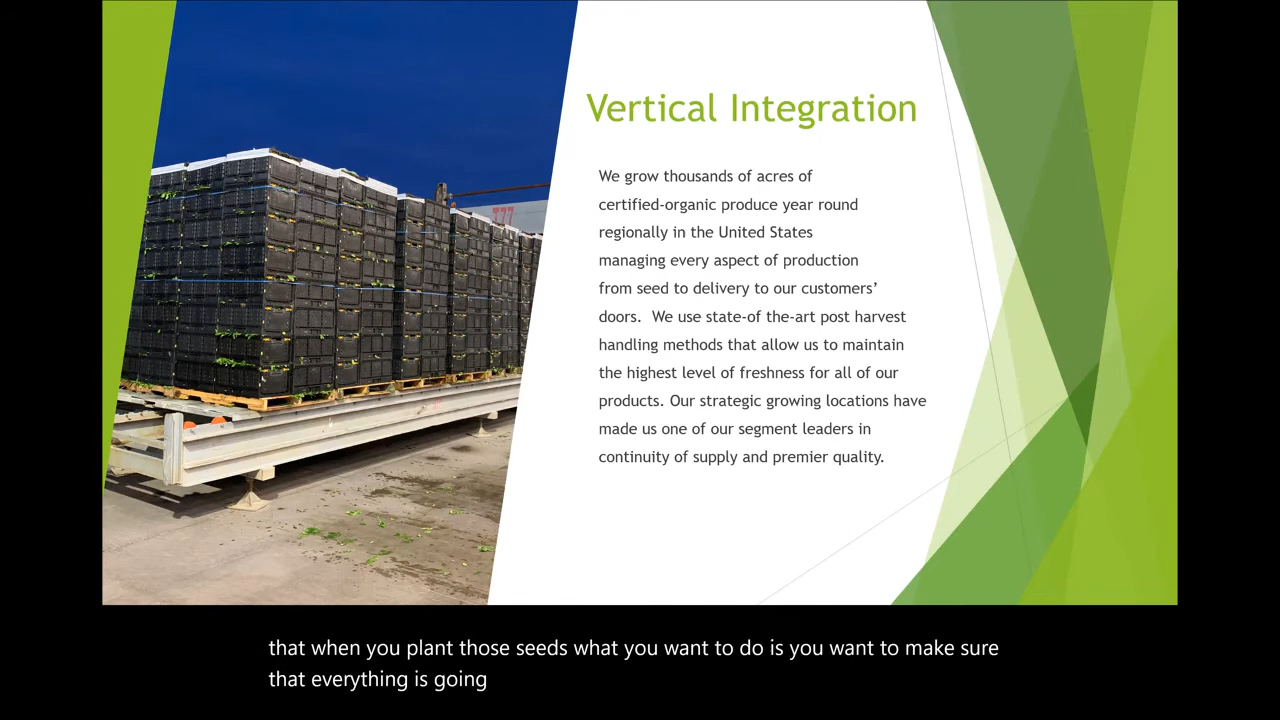 Vertical Integration
We grow thousands of acres of
certified-organic produce year round
regionally in the United States
managing every aspect of production
from seed to delivery to our customers’
doors.  We use state-of the-art post harvest
handling methods that allow us to maintain
the highest level of freshness for all of our
products. Our strategic growing locations have
made us one of our segment leaders in
continuity of supply and premier quality.
that when you plant those seeds what you want to do is you want to make sure
that everything is going